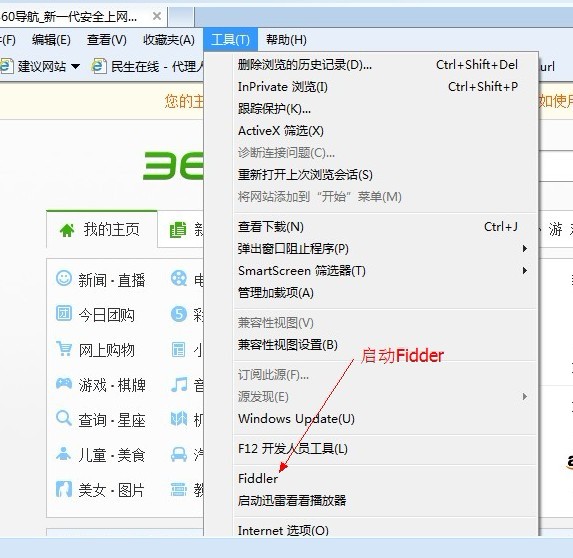 60导航_新一代安全上网...
(F) 编辑(E) 查看(V) 收藏夹(A) 工具(T) 帮助(H)
建议网站 民生在线 - 代理人
url
您的主
如使用
删除浏览的历史记录(D)... Ctrl+Shift+Del
InPrivate 浏览(I) Ctrl+Shift+P
跟踪保护(K)...
ActiveX 筛选(X)
诊断连接问题(C)...
重新打开上次浏览会话(S)
将网站添加到“开始”菜单(M)
查看下载(N) Ctrl+J
弹出窗口阻止程序(P)
SmartScreen 筛选器(T)
管理加载项(A)
兼容性视图(V)
兼容性视图设置(B)
订阅此源(F)...
源发现(E)
Windows Update(U)
F12 开发人员工具(L)
Fiddler
启动迅雷看看播放器
Internet 选项(O)
启动Fidder
36
我的主页 新
游
新闻·直播 电
今日团购 彩
网上购物 小
游戏·棋牌 音
查询·星座 机
儿童·美食 汽
美女·图片 教